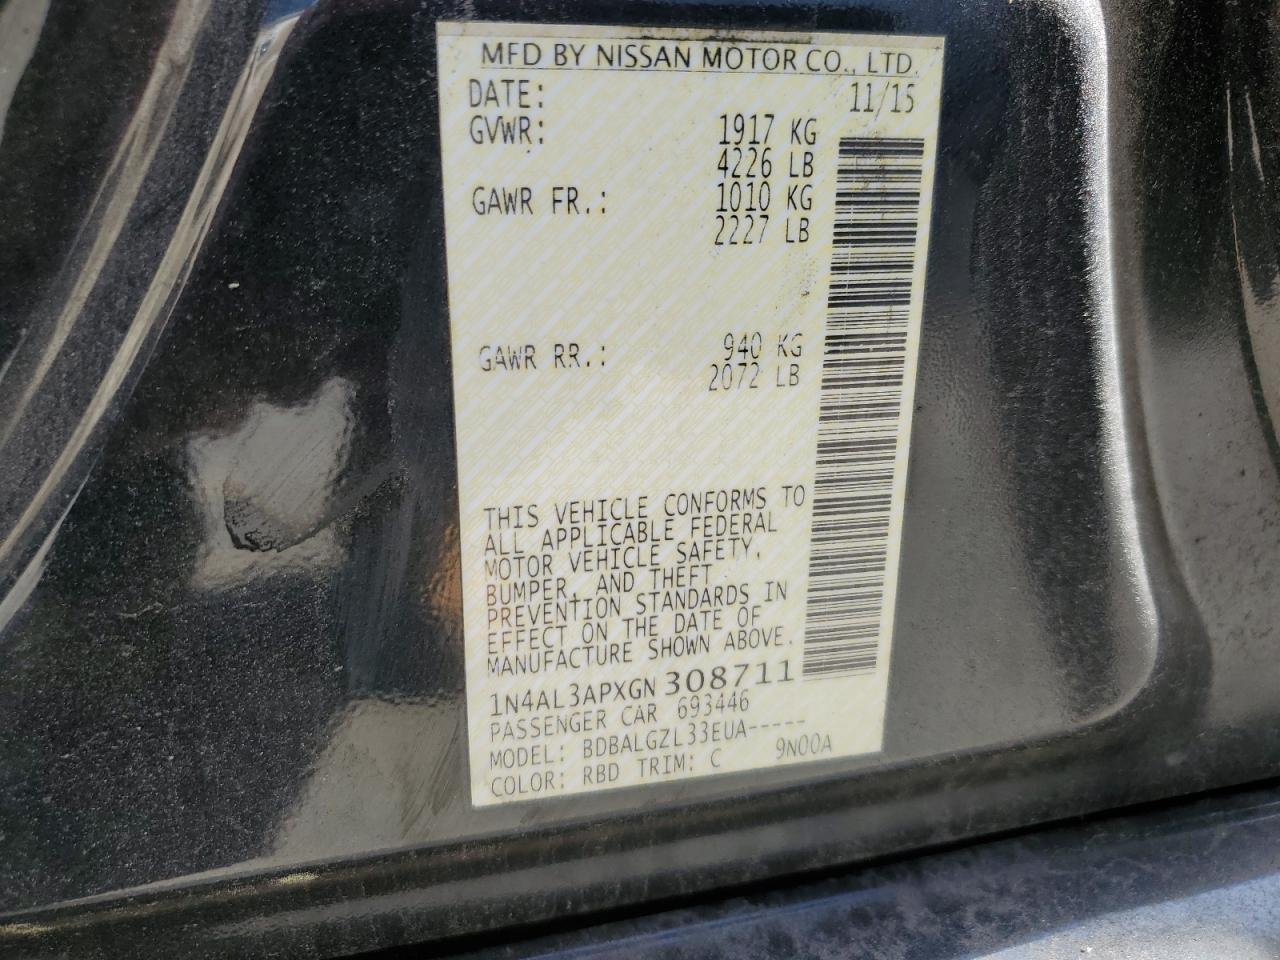 MFD BY NISSAN MOTOR CO., LTD.
DATE: 11/15
GVWR: 1917 KG
4226 LB
GAWR FR.: 1010 KG
2227 LB
GAWR RR.: 940 KG
2072 LB
THIS VEHICLE CONFORMS TO
ALL APPLICABLE FEDERAL
MOTOR VEHICLE SAFETY,
BUMPER, AND THEFT
PREVENTION STANDARDS IN
EFFECT ON THE DATE OF
MANUFACTURE SHOWN ABOVE.
1N4AL3APXGN308711
PASSENGER CAR 693446
MODEL: BDBALGZL33EUA-----
COLOR: RBD TRIM: C 9N00A